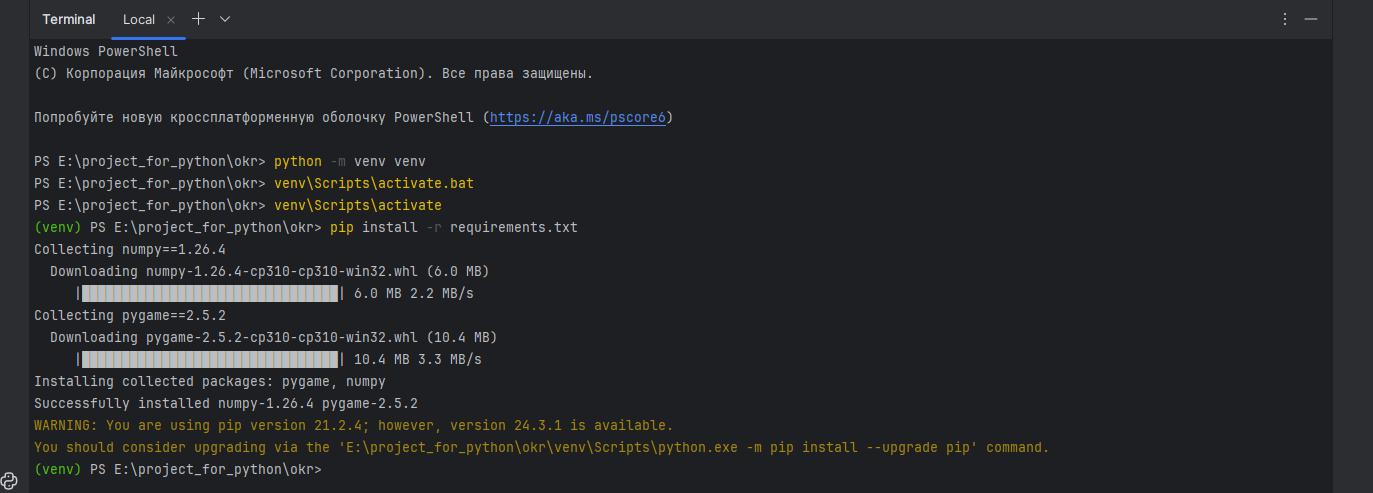 Terminal Local
Windows PowerShell
(C) Корпорация Майкрософт (Microsoft Corporation). Все права защищены.
Попробуйте новую кроссплатформенную оболочку PowerShell (https://aka.ms/pscore6)
PS E:\project_for_python\okr> python -m venv venv
PS E:\project_for_python\okr> venv\Scripts\activate.bat
PS E:\project_for_python\okr> venv\Scripts\activate
(venv) PS E:\project_for_python\okr> pip install -r requirements.txt
Collecting numpy==1.26.4
  Downloading numpy-1.26.4-cp310-cp310-win32.whl (6.0 MB)
     |████████████████████████████████| 6.0 MB 2.2 MB/s
Collecting pygame==2.5.2
  Downloading pygame-2.5.2-cp310-cp310-win32.whl (10.4 MB)
     |████████████████████████████████| 10.4 MB 3.3 MB/s
Installing collected packages: pygame, numpy
Successfully installed numpy-1.26.4 pygame-2.5.2
WARNING: You are using pip version 21.2.4; however, version 24.3.1 is available.
You should consider upgrading via the 'E:\project_for_python\okr\venv\Scripts\python.exe -m pip install --upgrade pip' command.
(venv) PS E:\project_for_python\okr>